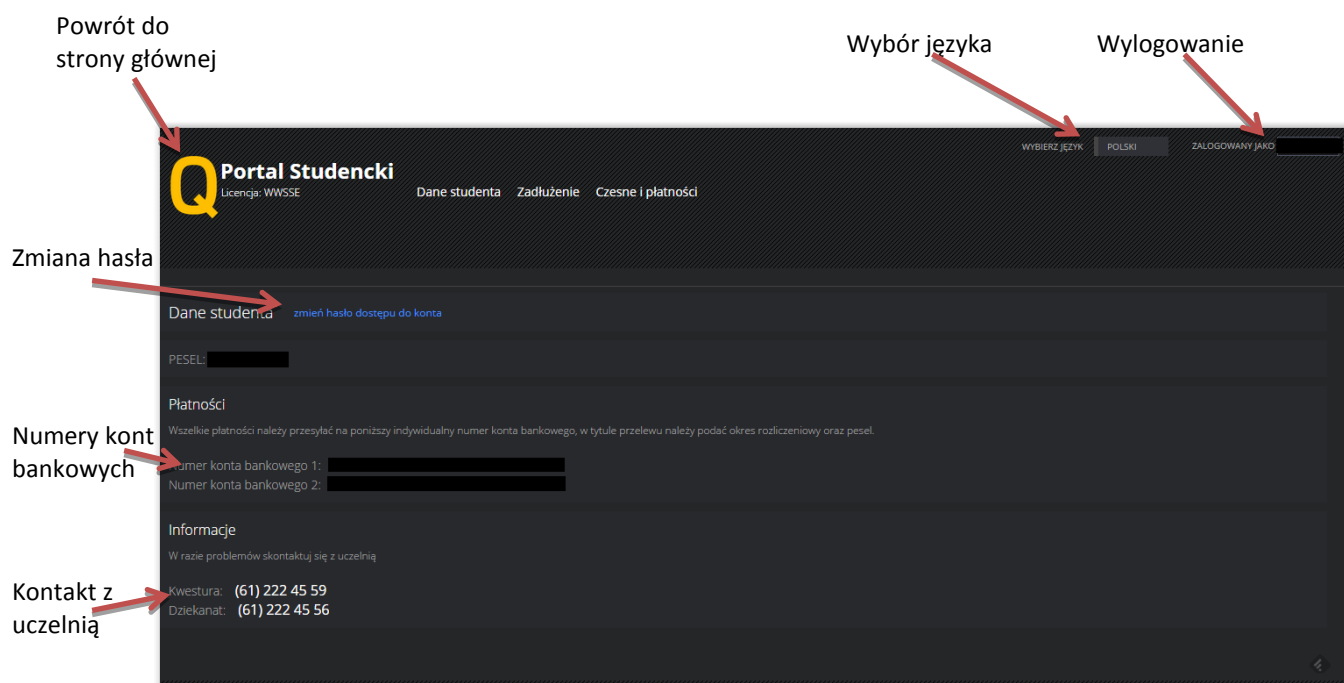 Powrót do
strony głównej
Wybór języka
Wylogowanie
WYBIERZ JĘZYK POLSKI ZALOGOWANY JAKO
Q
Portal Studencki
Licencja: WWSSE
Dane studenta Zadłużenie Czesne i płatności
Zmiana hasła
Dane studenta zmień hasło dostępu do konta
PESEL:
Płatności
Wszelkie płatności należy przesyłać na poniższy indywidualny numer konta bankowego, w tytule przelewu należy podać okres rozliczeniowy oraz pesel.
Numery kont
bankowych
Numer konta bankowego 1:
Numer konta bankowego 2:
Informacje
W razie problemów skontaktuj się z uczelnią
Kontakt z
uczelnią
Kwestura: (61) 222 45 59
Dziekanat: (61) 222 45 56